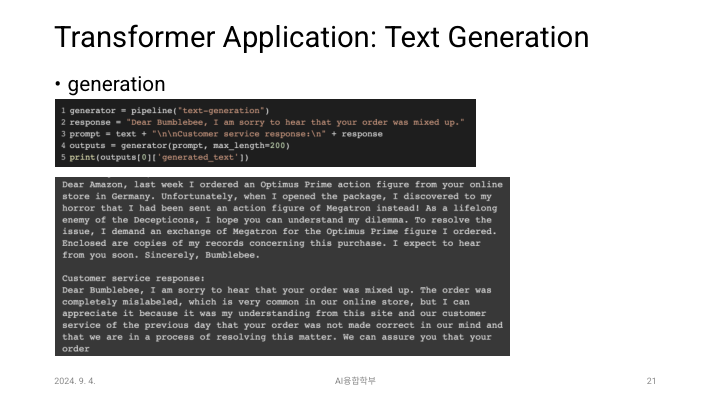 Transformer Application: Text Generation
• generation
1 generator = pipeline("text-generation")
2 response = "Dear Bumblebee, I am sorry to hear that your order was mixed up."
3 prompt = text + "\n\nCustomer service response:\n" + response
4 outputs = generator(prompt, max_length=200)
5 print(outputs[0]['generated_text'])
Dear Amazon, last week I ordered an Optimus Prime action figure from your online
store in Germany. Unfortunately, when I opened the package, I discovered to my
horror that I had been sent an action figure of Megatron instead! As a lifelong
enemy of the Decepticons, I hope you can understand my dilemma. To resolve the
issue, I demand an exchange of Megatron for the Optimus Prime figure I ordered.
Enclosed are copies of my records concerning this purchase. I expect to hear
from you soon. Sincerely, Bumblebee.
Customer service response:
Dear Bumblebee, I am sorry to hear that your order was mixed up. The order was
completely mislabeled, which is very common in our online store, but I can
appreciate it because it was my understanding from this site and our customer
service of the previous day that your order was not made correct in our mind and
that we are in a process of resolving this matter. We can assure you that your
order
2024. 9. 4.
AI융합학부
21